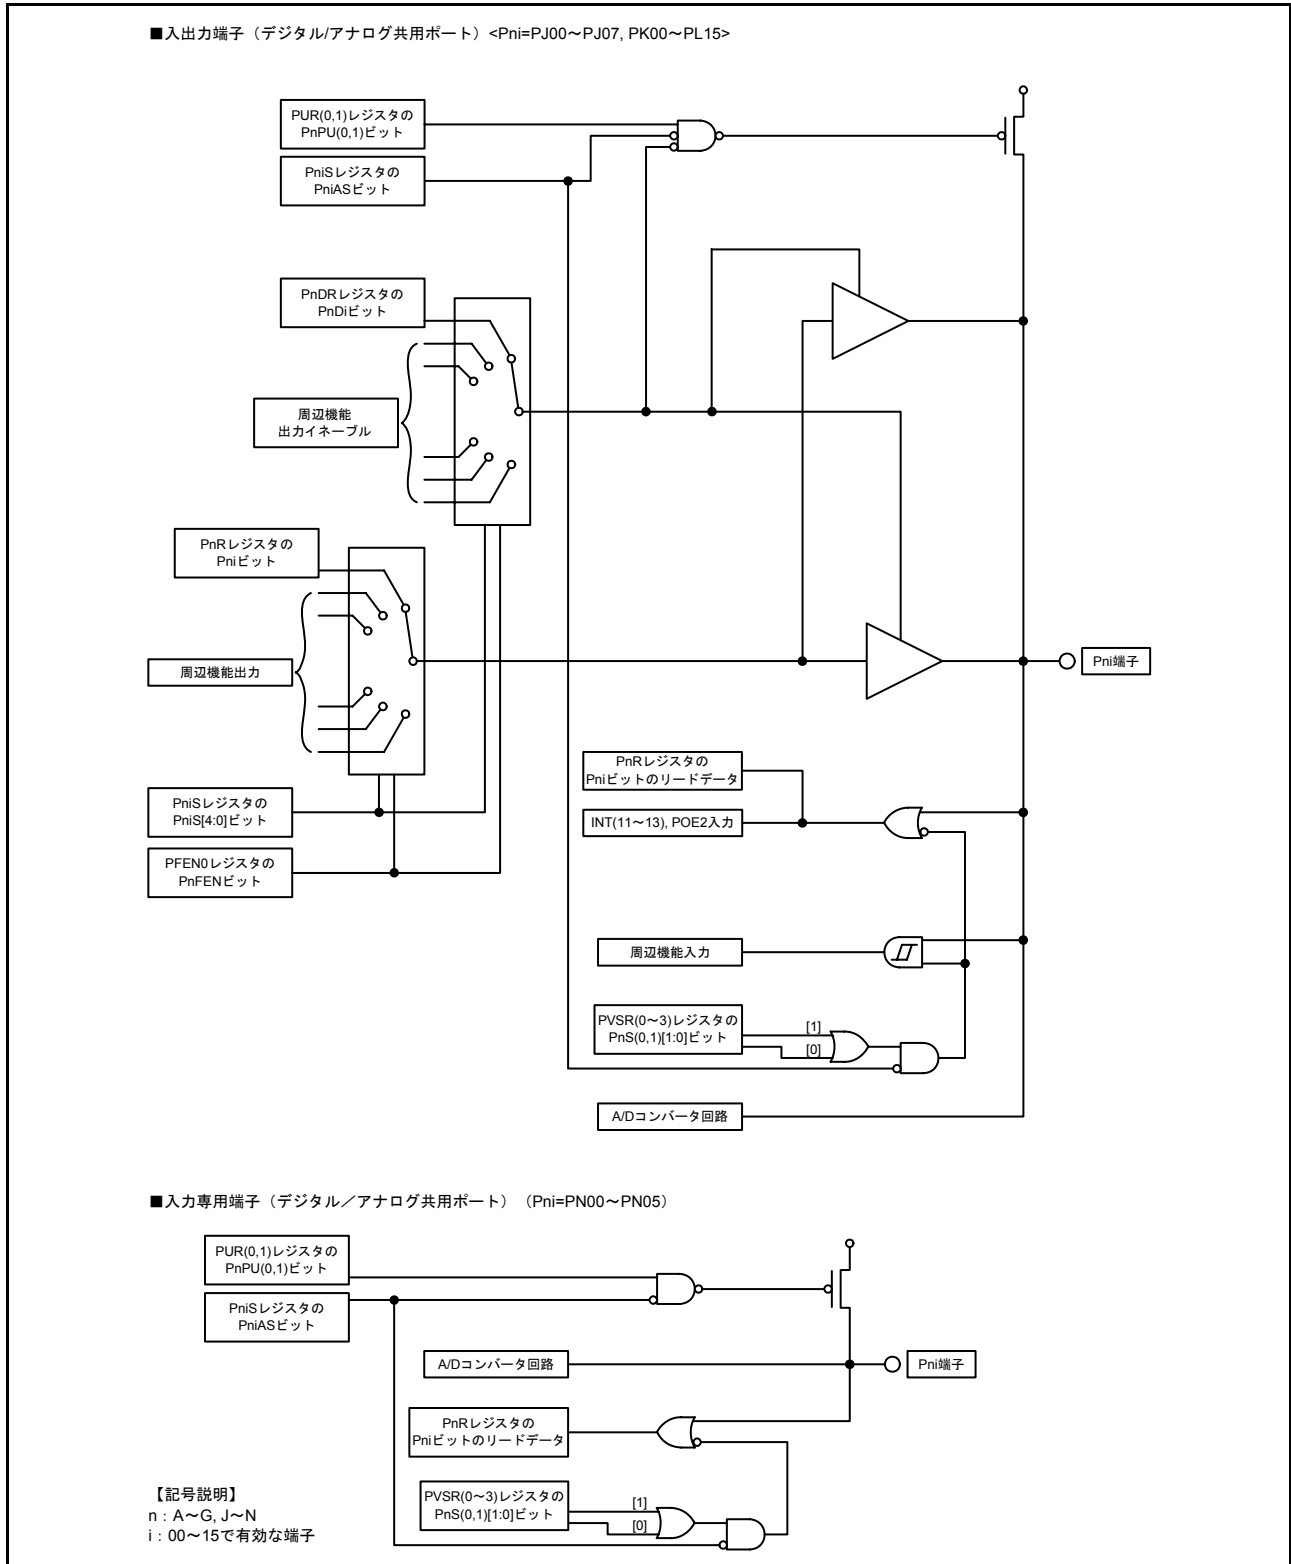 ■入出力端子（デジタル/アナログ共用ポート）<Pni=PJ00～PJ07, PK00～PL15>
PUR(0,1)レジスタの
PnPU(0,1)ビット
PniSレジスタの
PniASビット
PnDRレジスタの
PnDiビット
周辺機能
出力イネーブル
PnRレジスタの
Pniビット
周辺機能出力
Pni端子
PnRレジスタの
Pniビットのリードデータ
INT(11～13), POE2入力
PniSレジスタの
PniS[4:0]ビット
PFEN0レジスタの
PnFENビット
周辺機能入力
PVSR(0～3)レジスタの
PnS(0,1)[1:0]ビット
[1]
[0]
A/Dコンバータ回路
■入力専用端子（デジタル／アナログ共用ポート）（Pni=PN00～PN05）
PUR(0,1)レジスタの
PnPU(0,1)ビット
PniSレジスタの
PniASビット
A/Dコンバータ回路
Pni端子
PnRレジスタの
Pniビットのリードデータ
PVSR(0～3)レジスタの
PnS(0,1)[1:0]ビット
[1]
[0]
【記号説明】
n : A～G, J～N
i : 00～15で有効な端子